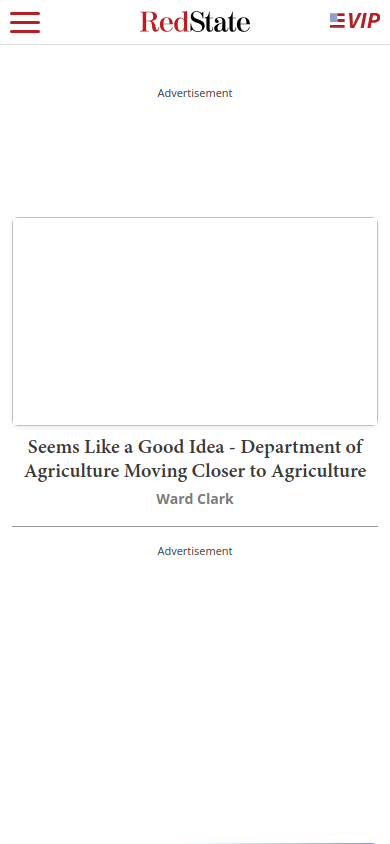 RedState
VIP
Advertisement
Seems Like a Good Idea - Department of
Agriculture Moving Closer to Agriculture
Ward Clark
Advertisement